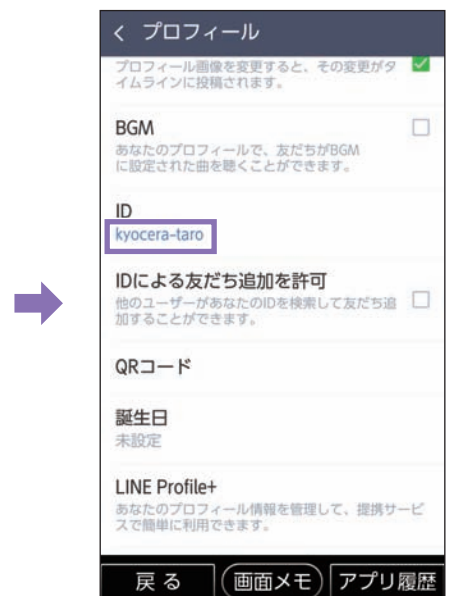 < プロフィール
プロフィール画像を変更すると、その変更がタ
イムラインに投稿されます。
BGM
あなたのプロフィールで、友だちがBGM
に設定された曲を聴くことができます。
ID
kyocera-taro
IDによる友だち追加を許可
他のユーザーがあなたのIDを検索して友だち追
加することができます。
QRコード
誕生日
未設定
LINE Profile+
あなたのプロフィール情報を管理して、提携サービ
スで簡単に利用できます。
戻る 画面メモ アプリ履歴